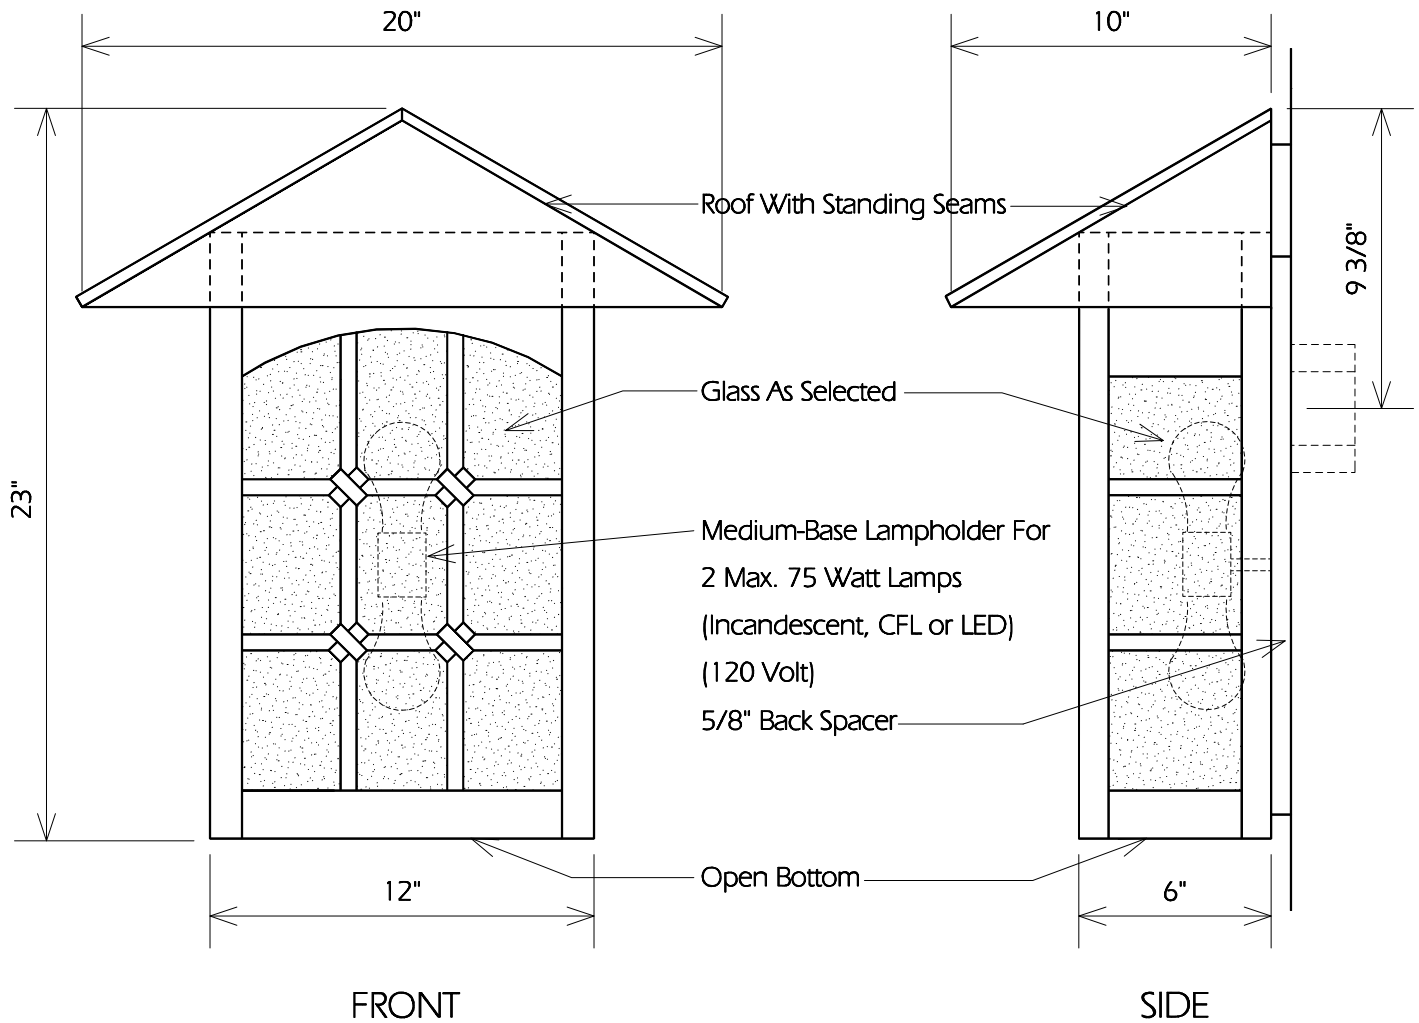 20"
10"
Roof With Standing Seams
9 3/8"
Glass As Selected
23"
Medium-Base Lampholder For
2 Max. 75 Watt Lamps
(Incandescent, CFL or LED)
(120 Volt)
5/8" Back Spacer
Open Bottom
12"
6"
FRONT
SIDE